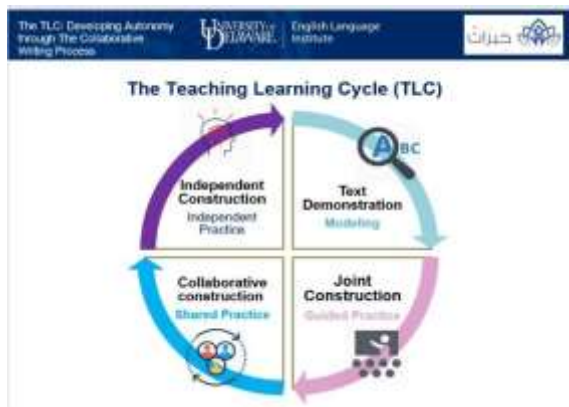 The TLC: Developing Autonomy
through The Collaborative
Writing Process
UNIVERSITY OF
DELAWARE
English Language
Institute
خبرات
The Teaching Learning Cycle (TLC)
Independent
Construction
Independent
Practice
ABC
Text
Demonstration
Modeling
Collaborative
construction
Shared Practice
Joint
Construction
Guided Practice